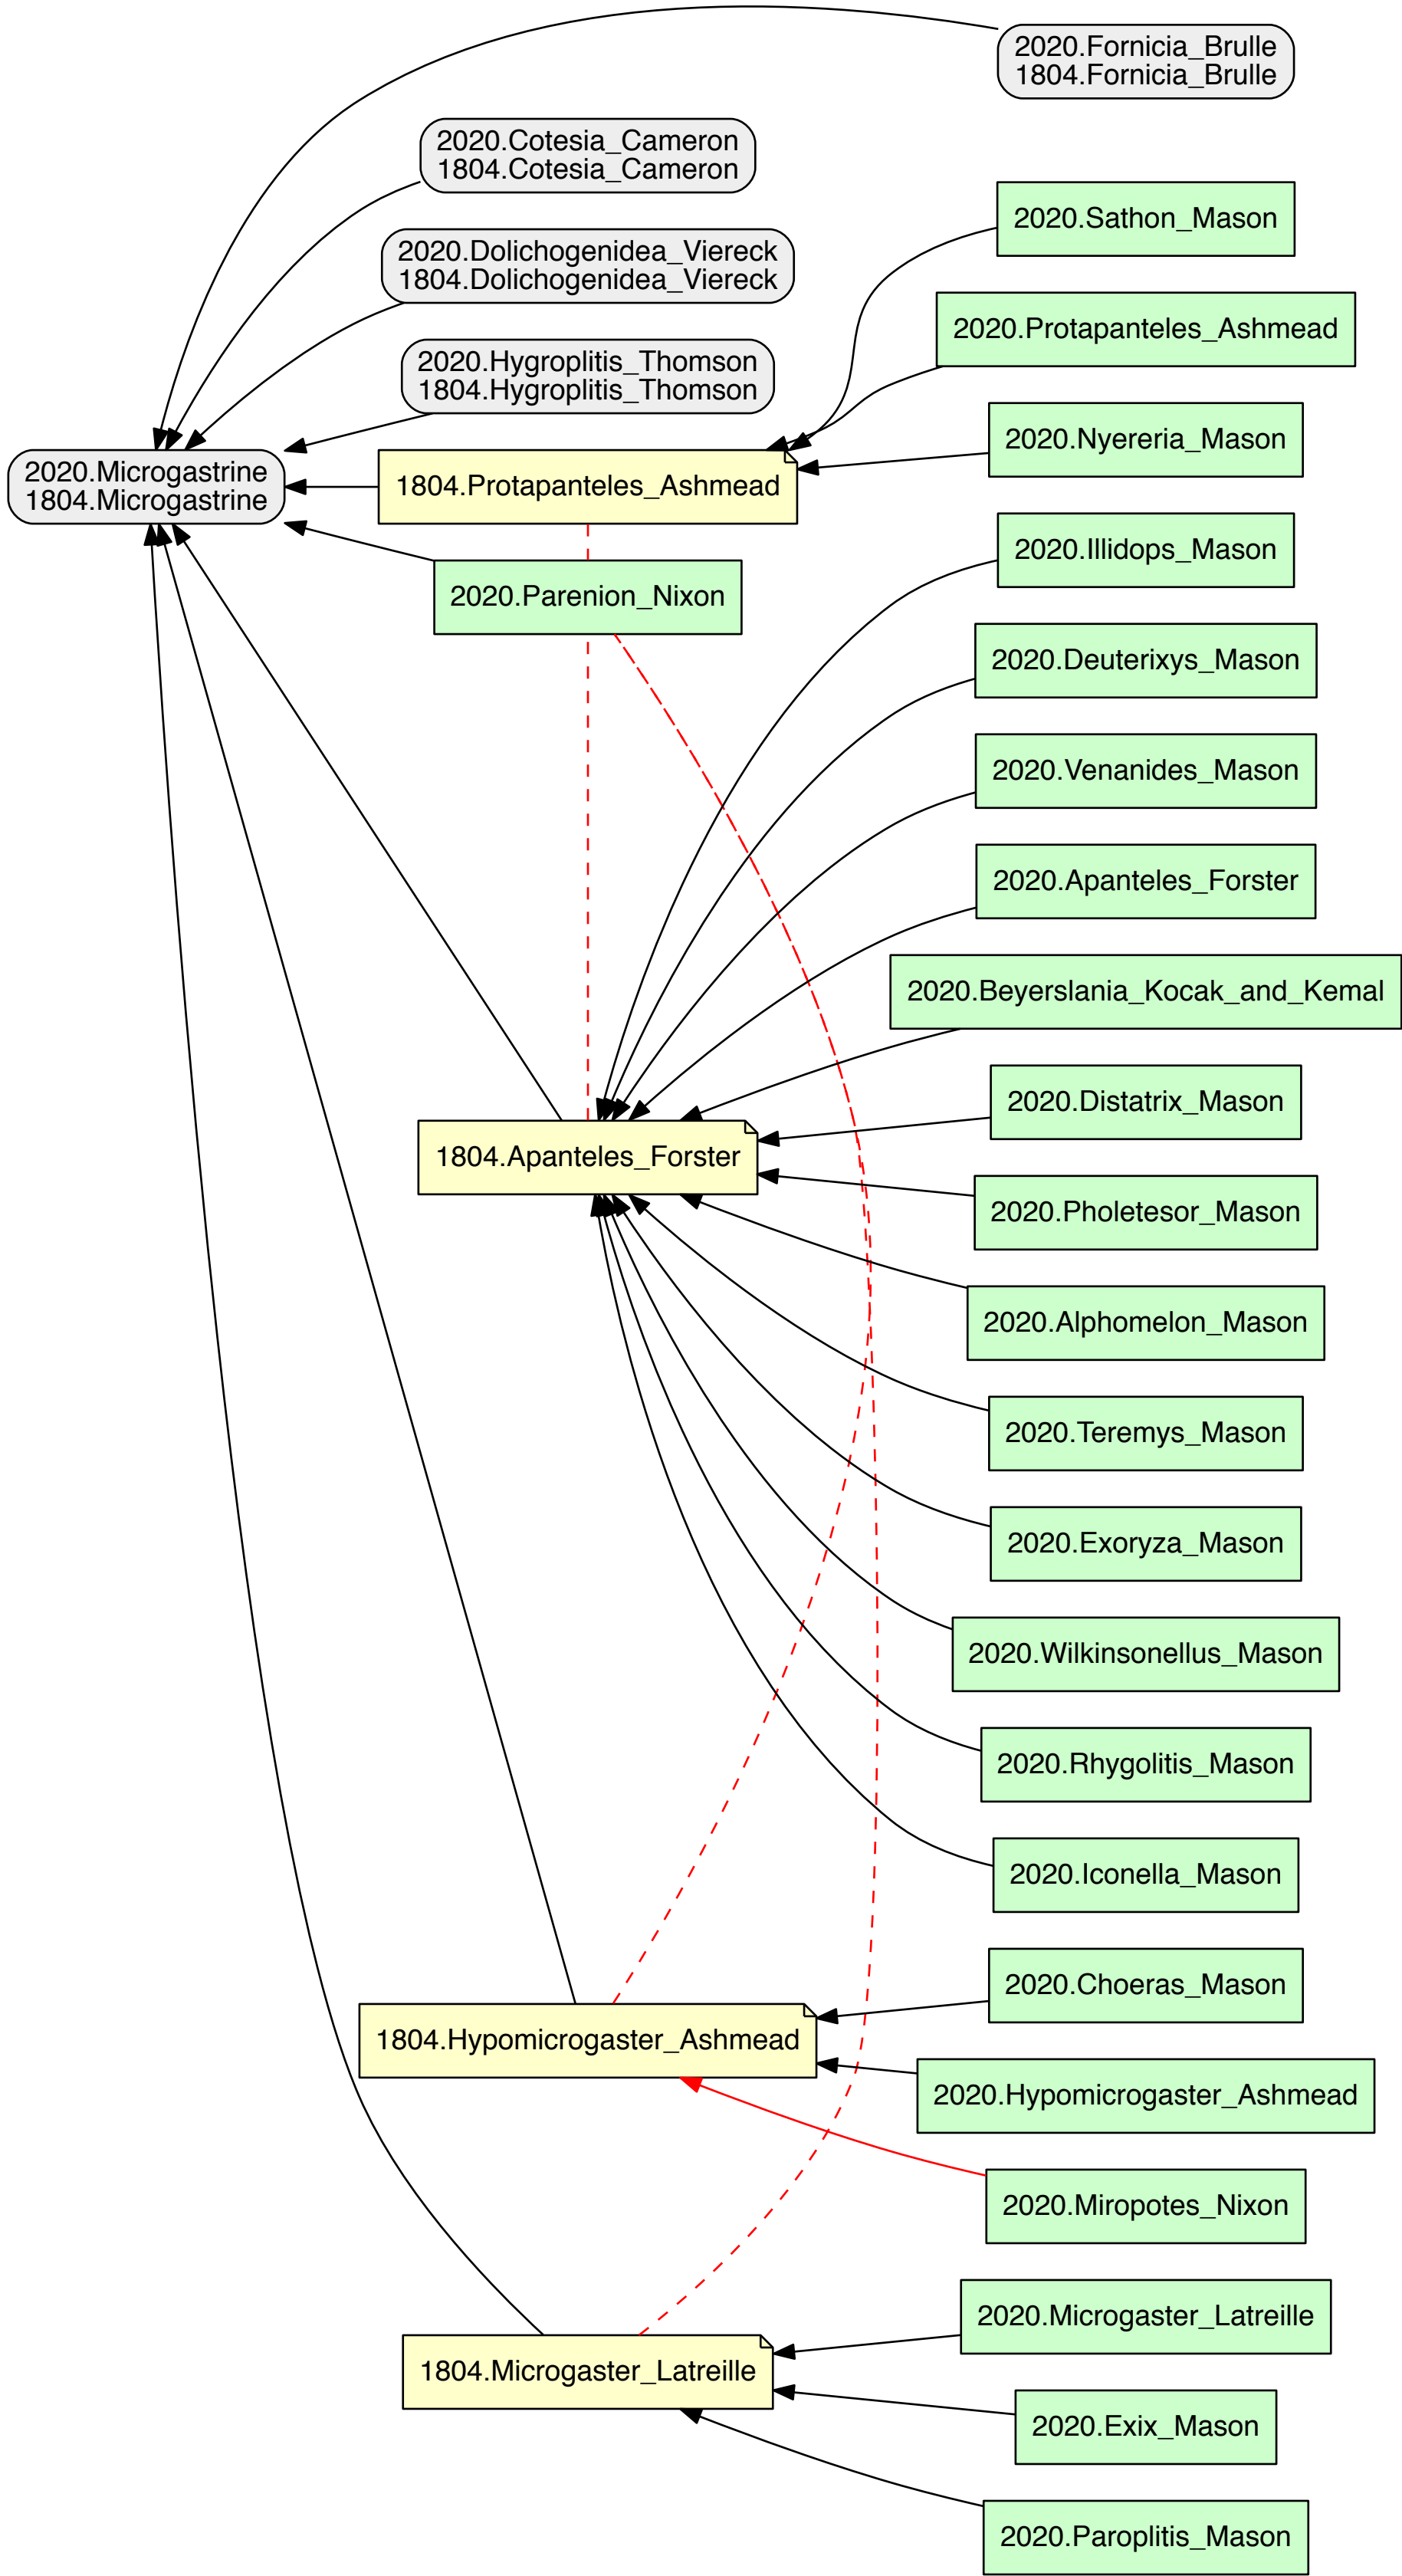 2020.Fornicia_Brulle
1804.Fornicia_Brulle
2020.Cotesia_Cameron
1804.Cotesia_Cameron
2020.Sathon_Mason
2020.Dolichogenidea_Viereck
1804.Dolichogenidea_Viereck
2020.Protapanteles_Ashmead
2020.Hygroplitis_Thomson
1804.Hygroplitis_Thomson
2020.Nyereria_Mason
2020.Microgastrine
1804.Microgastrine
1804.Protapanteles_Ashmead
2020.Illidops_Mason
2020.Parenion_Nixon
2020.Deuterixys_Mason
2020.Venanides_Mason
2020.Apanteles_Forster
2020.Beyerslania_Kocak_and_Kemal
2020.Distatrix_Mason
1804.Apanteles_Forster
2020.Pholetesor_Mason
2020.Alphomelon_Mason
2020.Teremys_Mason
2020.Exoryza_Mason
2020.Wilkinsonellus_Mason
2020.Rhygolitis_Mason
2020.Iconella_Mason
2020.Choeras_Mason
1804.Hypomicrogaster_Ashmead
2020.Hypomicrogaster_Ashmead
2020.Miropotes_Nixon
2020.Microgaster_Latreille
1804.Microgaster_Latreille
2020.Exix_Mason
2020.Paroplitis_Mason